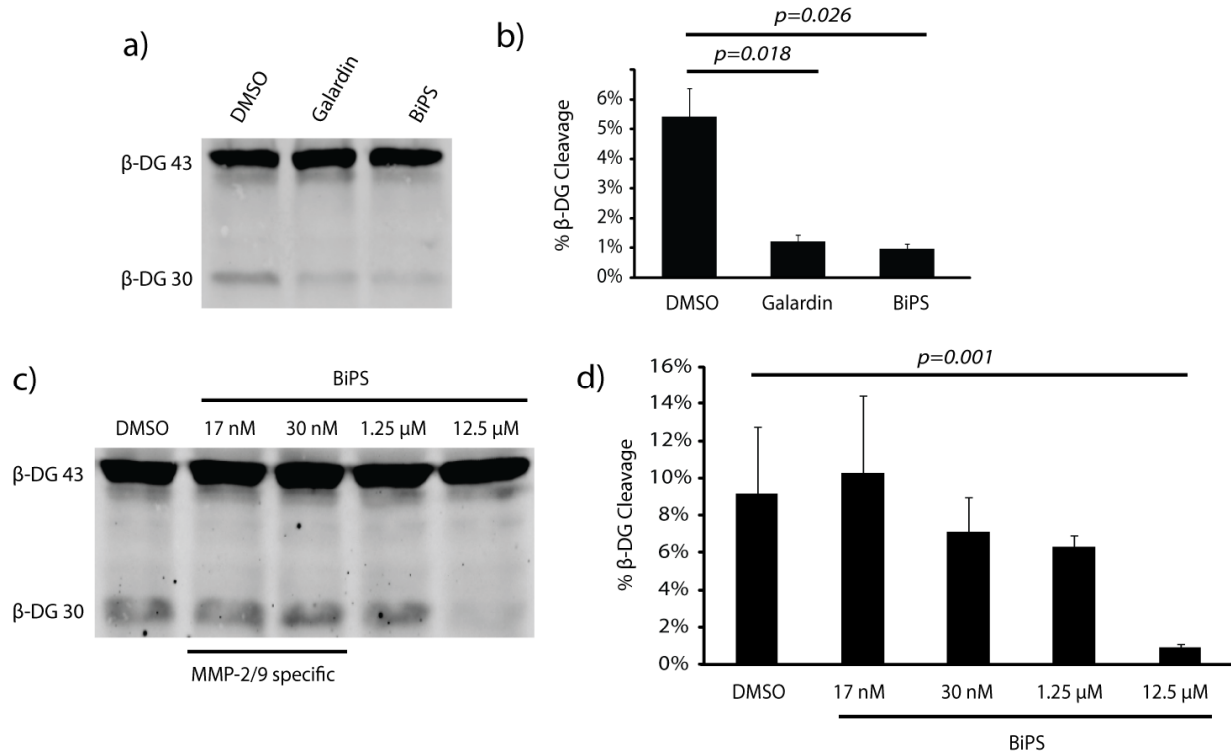 a)
DMSO
Galardin
BiPS
β-DG 43
β-DG 30
b)
p=0.026
p=0.018
% β-DG Cleavage
6%
5%
4%
3%
2%
1%
0%
DMSO Galardin BiPS
c)
BiPS
DMSO 17 nM 30 nM 1.25 µM 12.5 µM
β-DG 43
β-DG 30
MMP-2/9 specific
d)
p=0.001
% β-DG Cleavage
16%
14%
12%
10%
8%
6%
4%
2%
0%
DMSO 17 nM 30 nM 1.25 µM 12.5 µM
BiPS